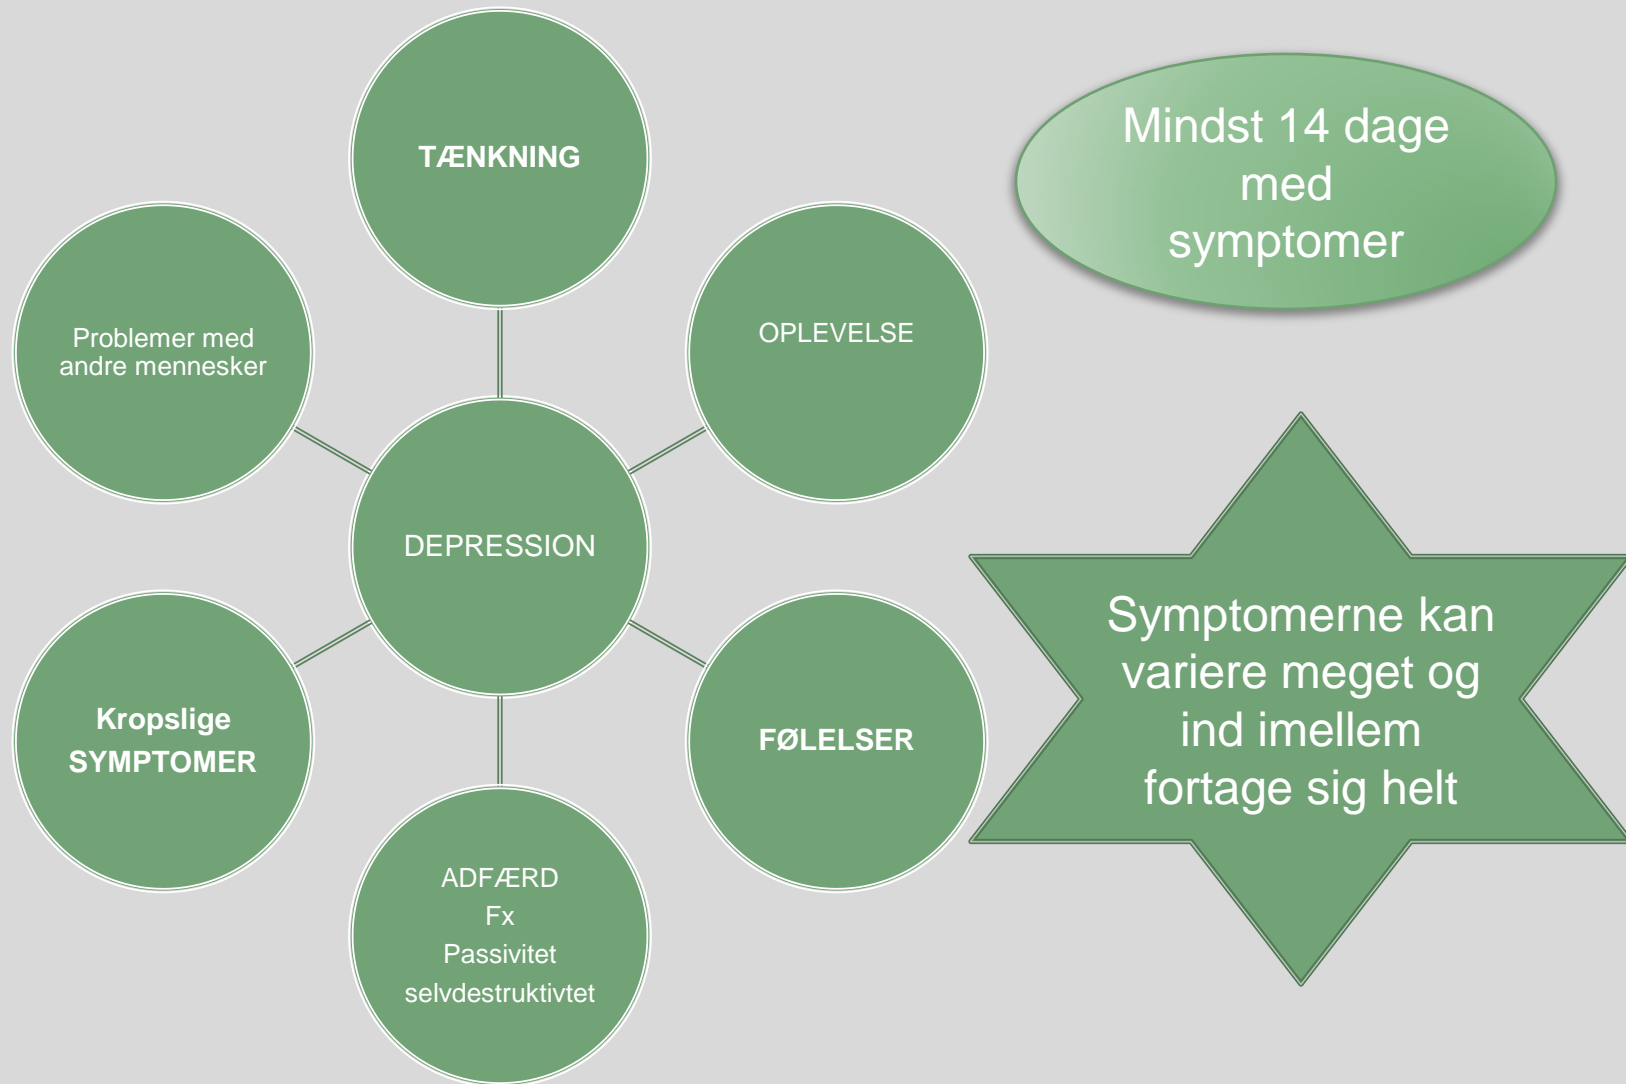 TÆNKNING
Problemer med
andre mennesker
OPLEVELSE
DEPRESSION
Kropslige
SYMPTOMER
FØLELSER
ADFÆRD
Fx
Passivitet
selvdestruktivtet
Mindst 14 dage
med
symptomer
Symptomerne kan
variere meget og
ind imellem
fortage sig helt